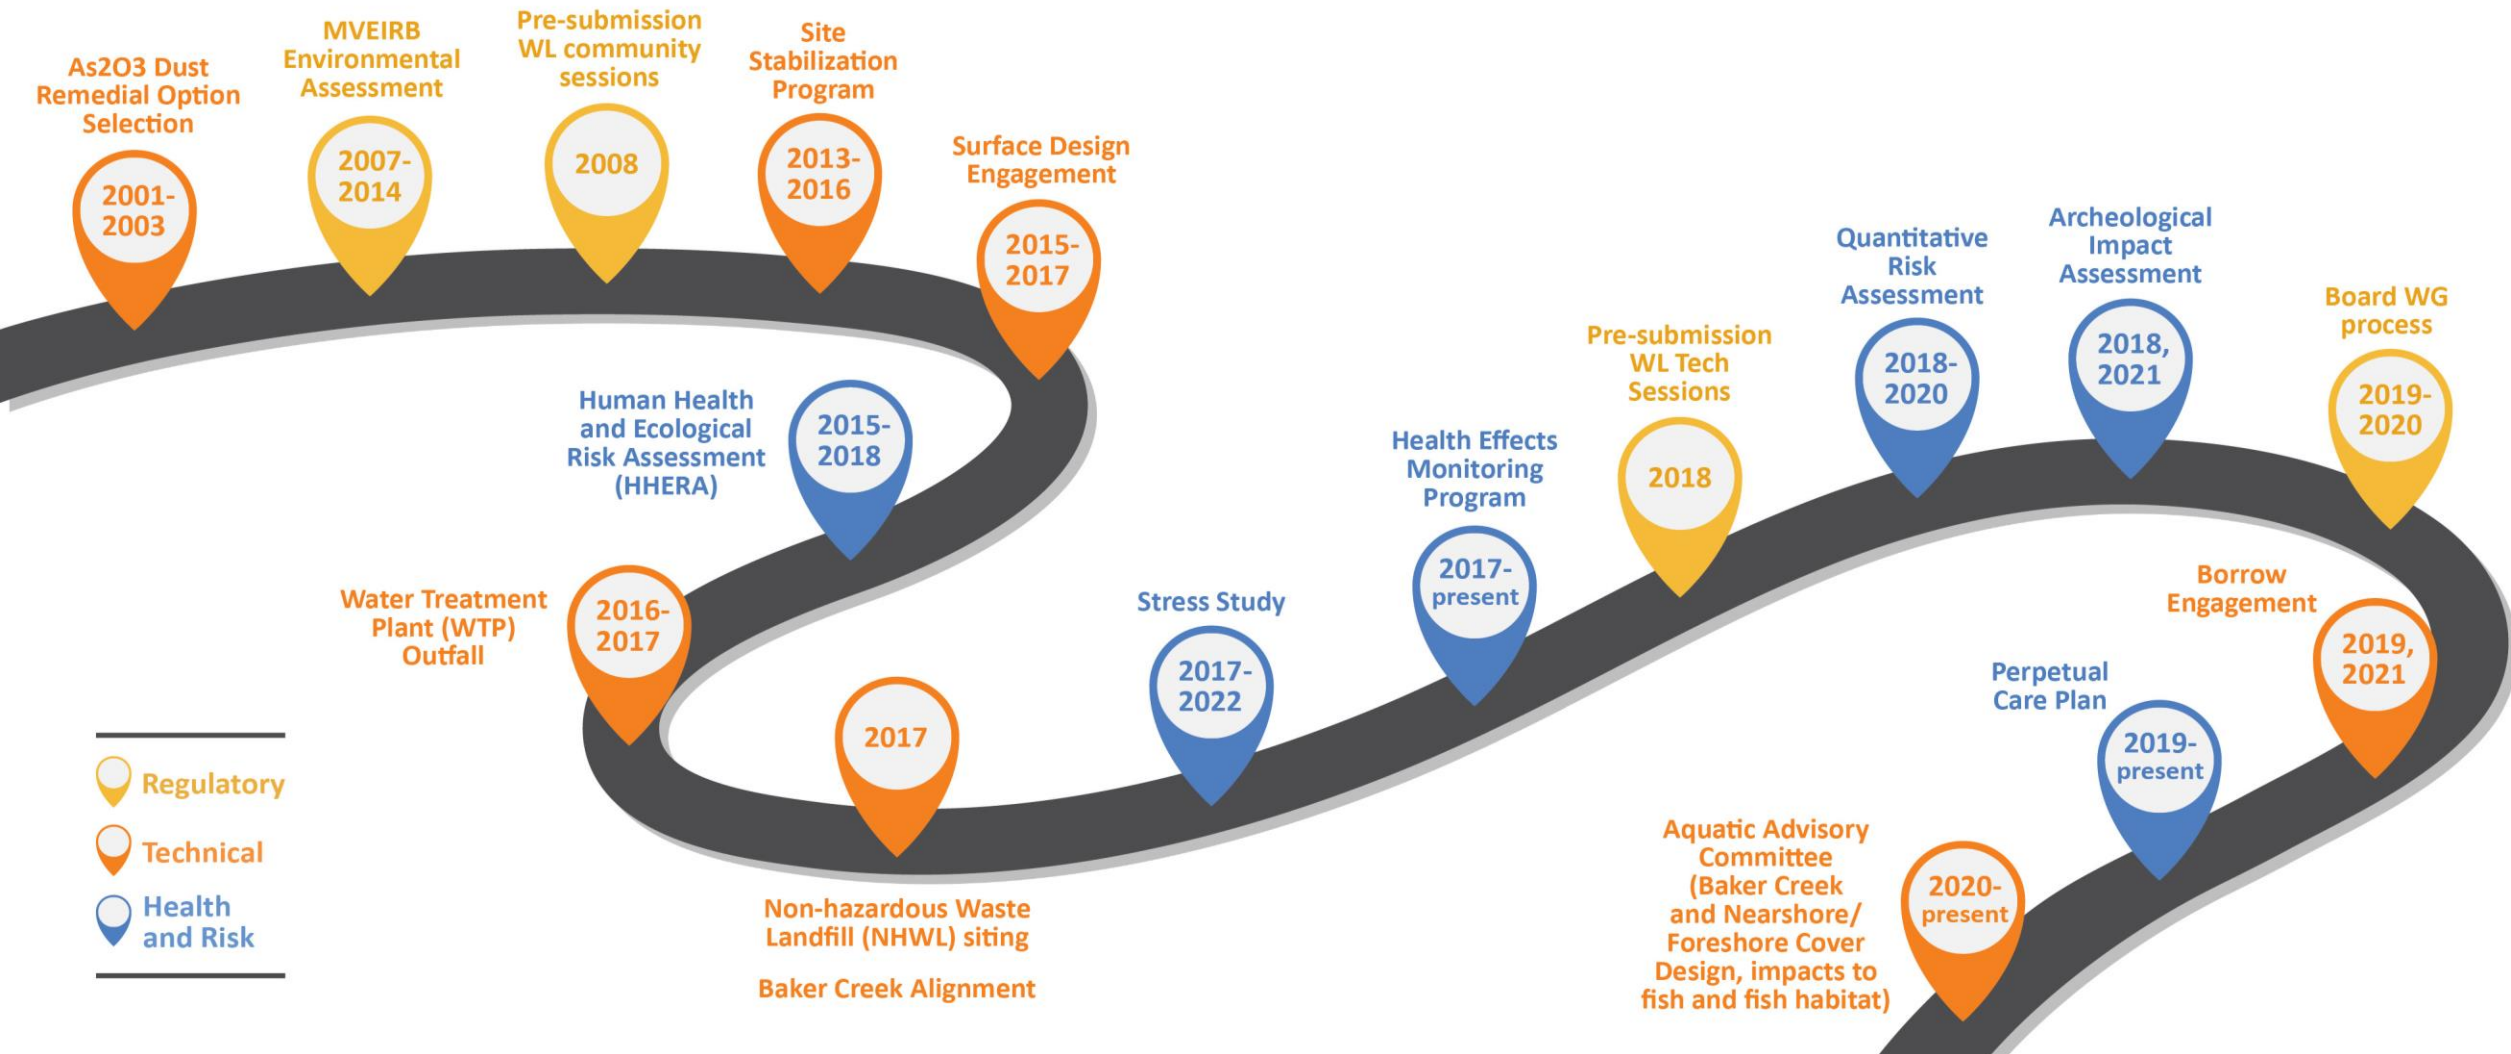 As2O3 Dust
Remedial Option
Selection
2001-
2003
MVEIRB
Environmental
Assessment
2007-
2014
Pre-submission
WL community
sessions
2008
Site
Stabilization
Program
2013-
2016
Surface Design
Engagement
2015-
2017
Human Health
and Ecological
Risk Assessment
(HHERA)
2015-
2018
Water Treatment
Plant (WTP)
Outfall
2016-
2017
2017
Non-hazardous Waste
Landfill (NHWL) siting
Baker Creek Alignment
Stress Study
2017-
2022
Health Effects
Monitoring
Program
2017-
present
Pre-submission
WL Tech
Sessions
2018
Quantitative
Risk
Assessment
2018-
2020
Archeological
Impact
Assessment
2018,
2021
Board WG
process
2019-
2020
Borrow
Engagement
2019,
2021
Perpetual
Care Plan
2019-
present
Aquatic Advisory
Committee
(Baker Creek
and Nearshore/
Foreshore Cover
Design, impacts to
fish and fish habitat)
2020-
present
Regulatory
Technical
Health
and Risk